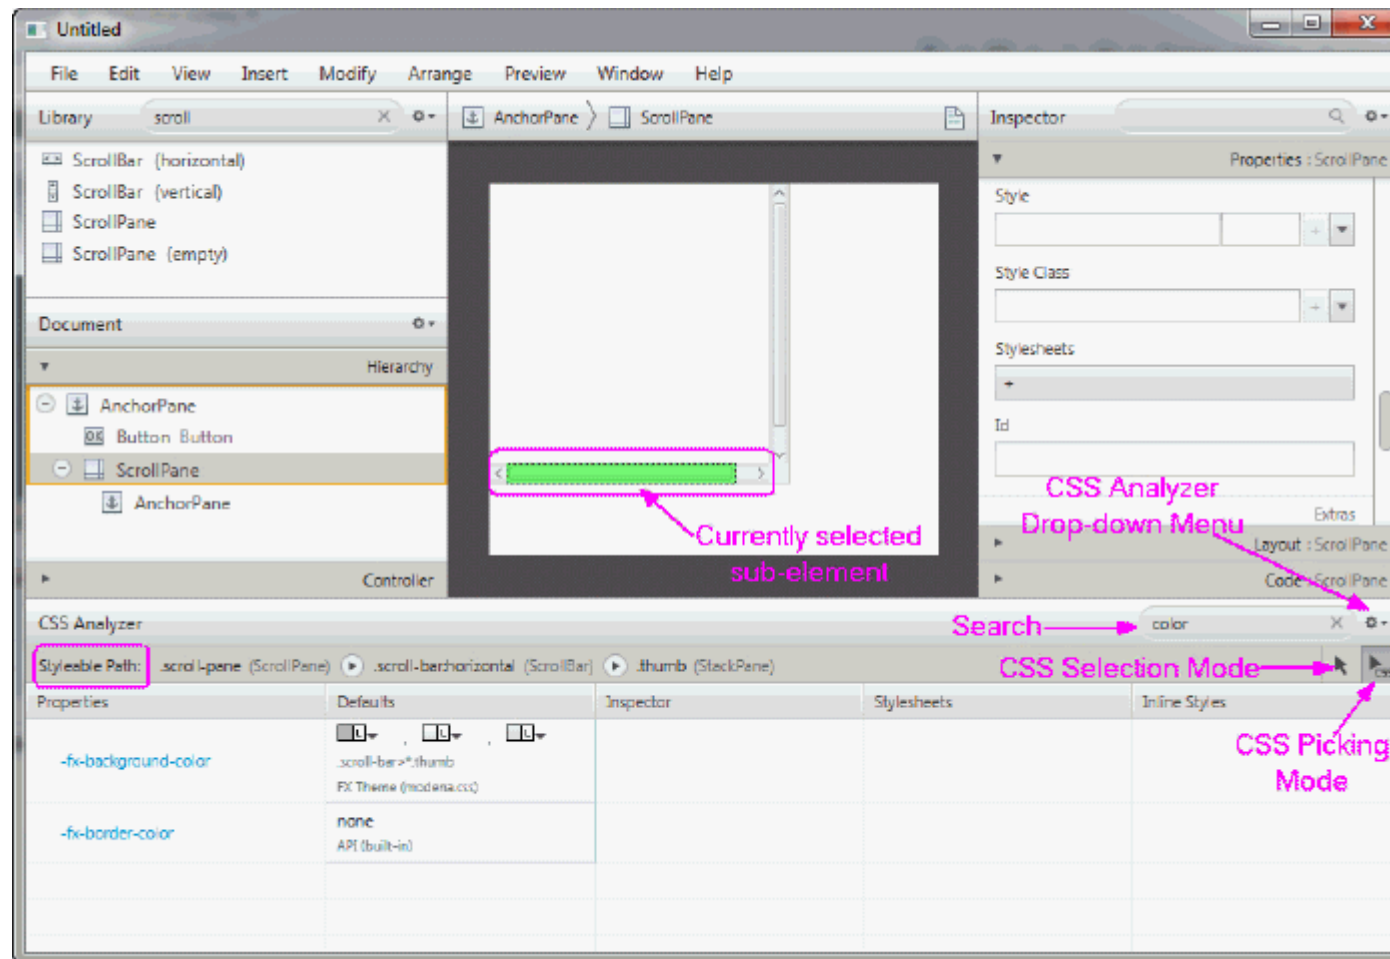 Untitled
File Edit View Insert Modify Arrange Preview Window Help
Library scroll
ScrollBar (horizontal)
ScrollBar (vertical)
ScrollPane
ScrollPane (empty)
Document
Hierarchy
AnchorPane
OK Button Button
ScrollPane
AnchorPane
Controller
AnchorPane ScrollPane
Currently selected
sub-element
Inspector
Properties : ScrollPane
Style
Style Class
Stylesheets
+
Id
Extras
Layout : ScrollPane
Code : ScrollPane
CSS Analyzer
Drop-down Menu
CSS Analyzer
Search color
Styleable Path: .scroll-pane (ScrollPane) .scroll-bar:horizontal (ScrollBar) .thumb (StackPane)
CSS Selection Mode
CSS Picking
Mode
Properties Defaults Inspector Stylesheets Inline Styles
-fx-background-color
L , L , L
.scroll-bar>*.thumb
FX Theme (modena.css)
-fx-border-color
none
API (built-in)